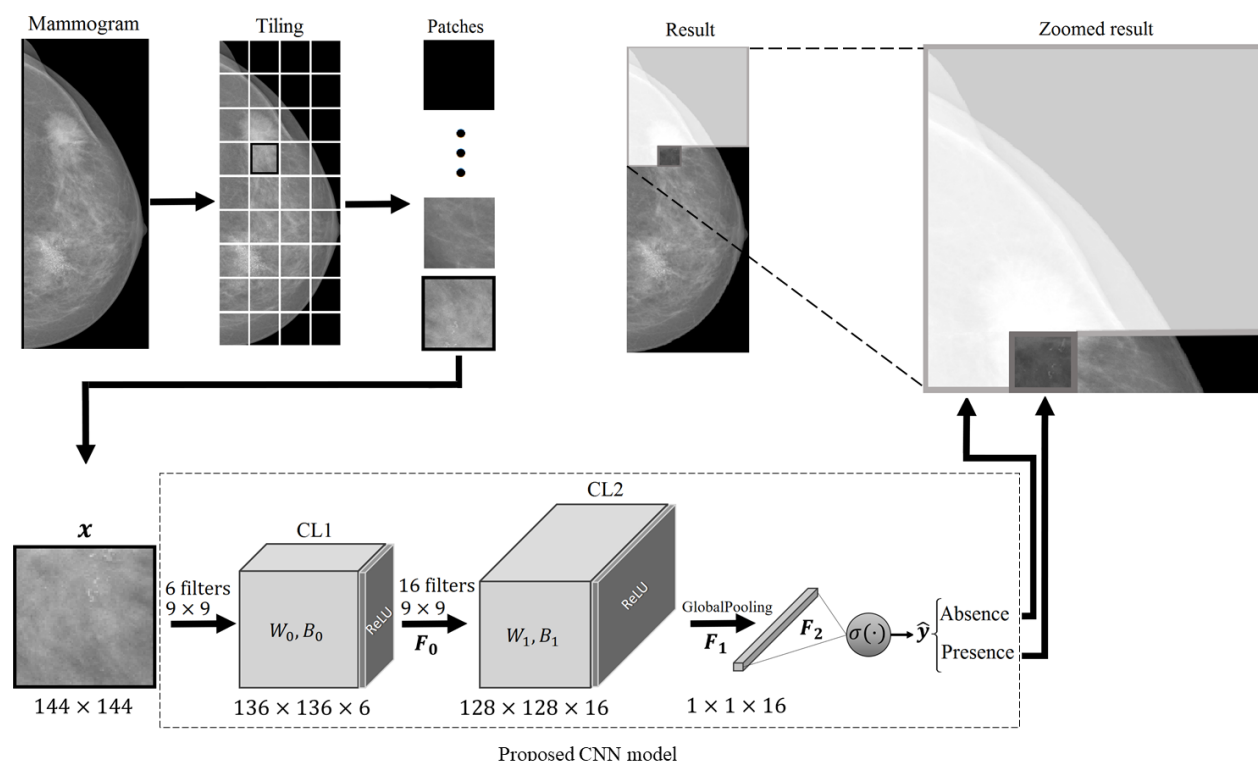 Mammogram
Tiling
Patches
Result
Zoomed result
x
144 × 144
6 filters
9 × 9
CL1
W₀, B₀
ReLU
136 × 136 × 6
16 filters
9 × 9
F₀
CL2
W₁, B₁
ReLU
128 × 128 × 16
GlobalPooling
F₁
F₂
1 × 1 × 16
σ(·)
ŷ
Absence
Presence
Proposed CNN model